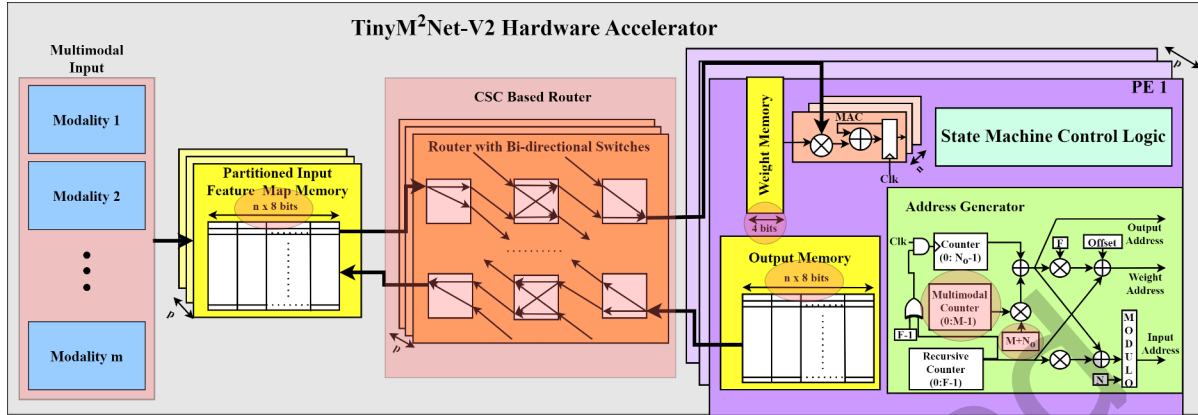 TinyM²Net-V2 Hardware Accelerator
Multimodal
Input
Modality 1
Modality 2
Modality m
Partitioned Input
Feature Map Memory
n x 8 bits
p
CSC Based Router
Router with Bi-directional Switches
p
p
PE 1
Weight Memory
4 bits
MAC
n
Clk
State Machine Control Logic
Output Memory
n x 8 bits
Address Generator
Clk
Counter
(0: Nₒ-1)
F
Offset
Output
Address
Weight
Address
Multimodal
Counter
(0:M-1)
F-1
M+Nₒ
Recursive
Counter
(0:F-1)
N
MODULO
Input
Address